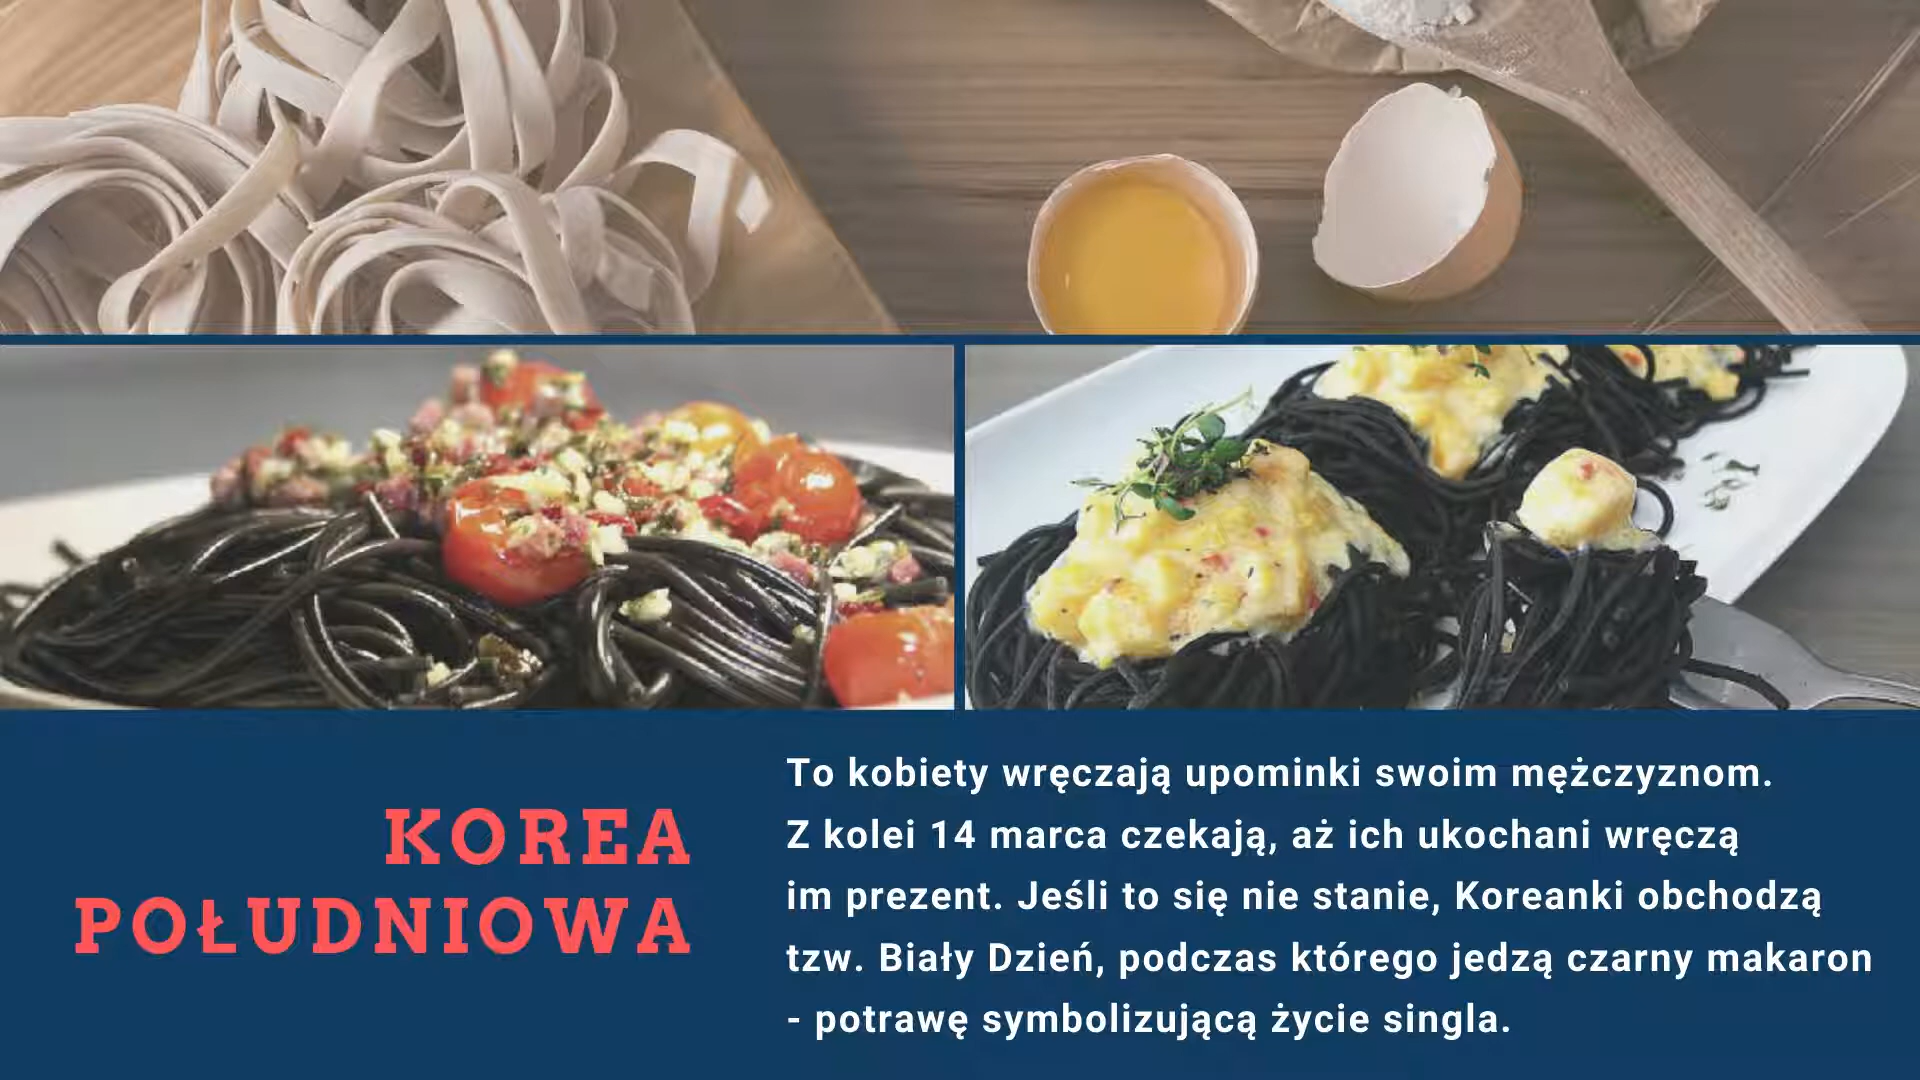 KOREA
POŁUDNIOWA
To kobiety wręczają upominki swoim mężczyznom.
Z kolei 14 marca czekają, aż ich ukochani wręczą
im prezent. Jeśli to się nie stanie, Koreanki obchodzą
tzw. Biały Dzień, podczas którego jedzą czarny makaron
- potrawę symbolizującą życie singla.